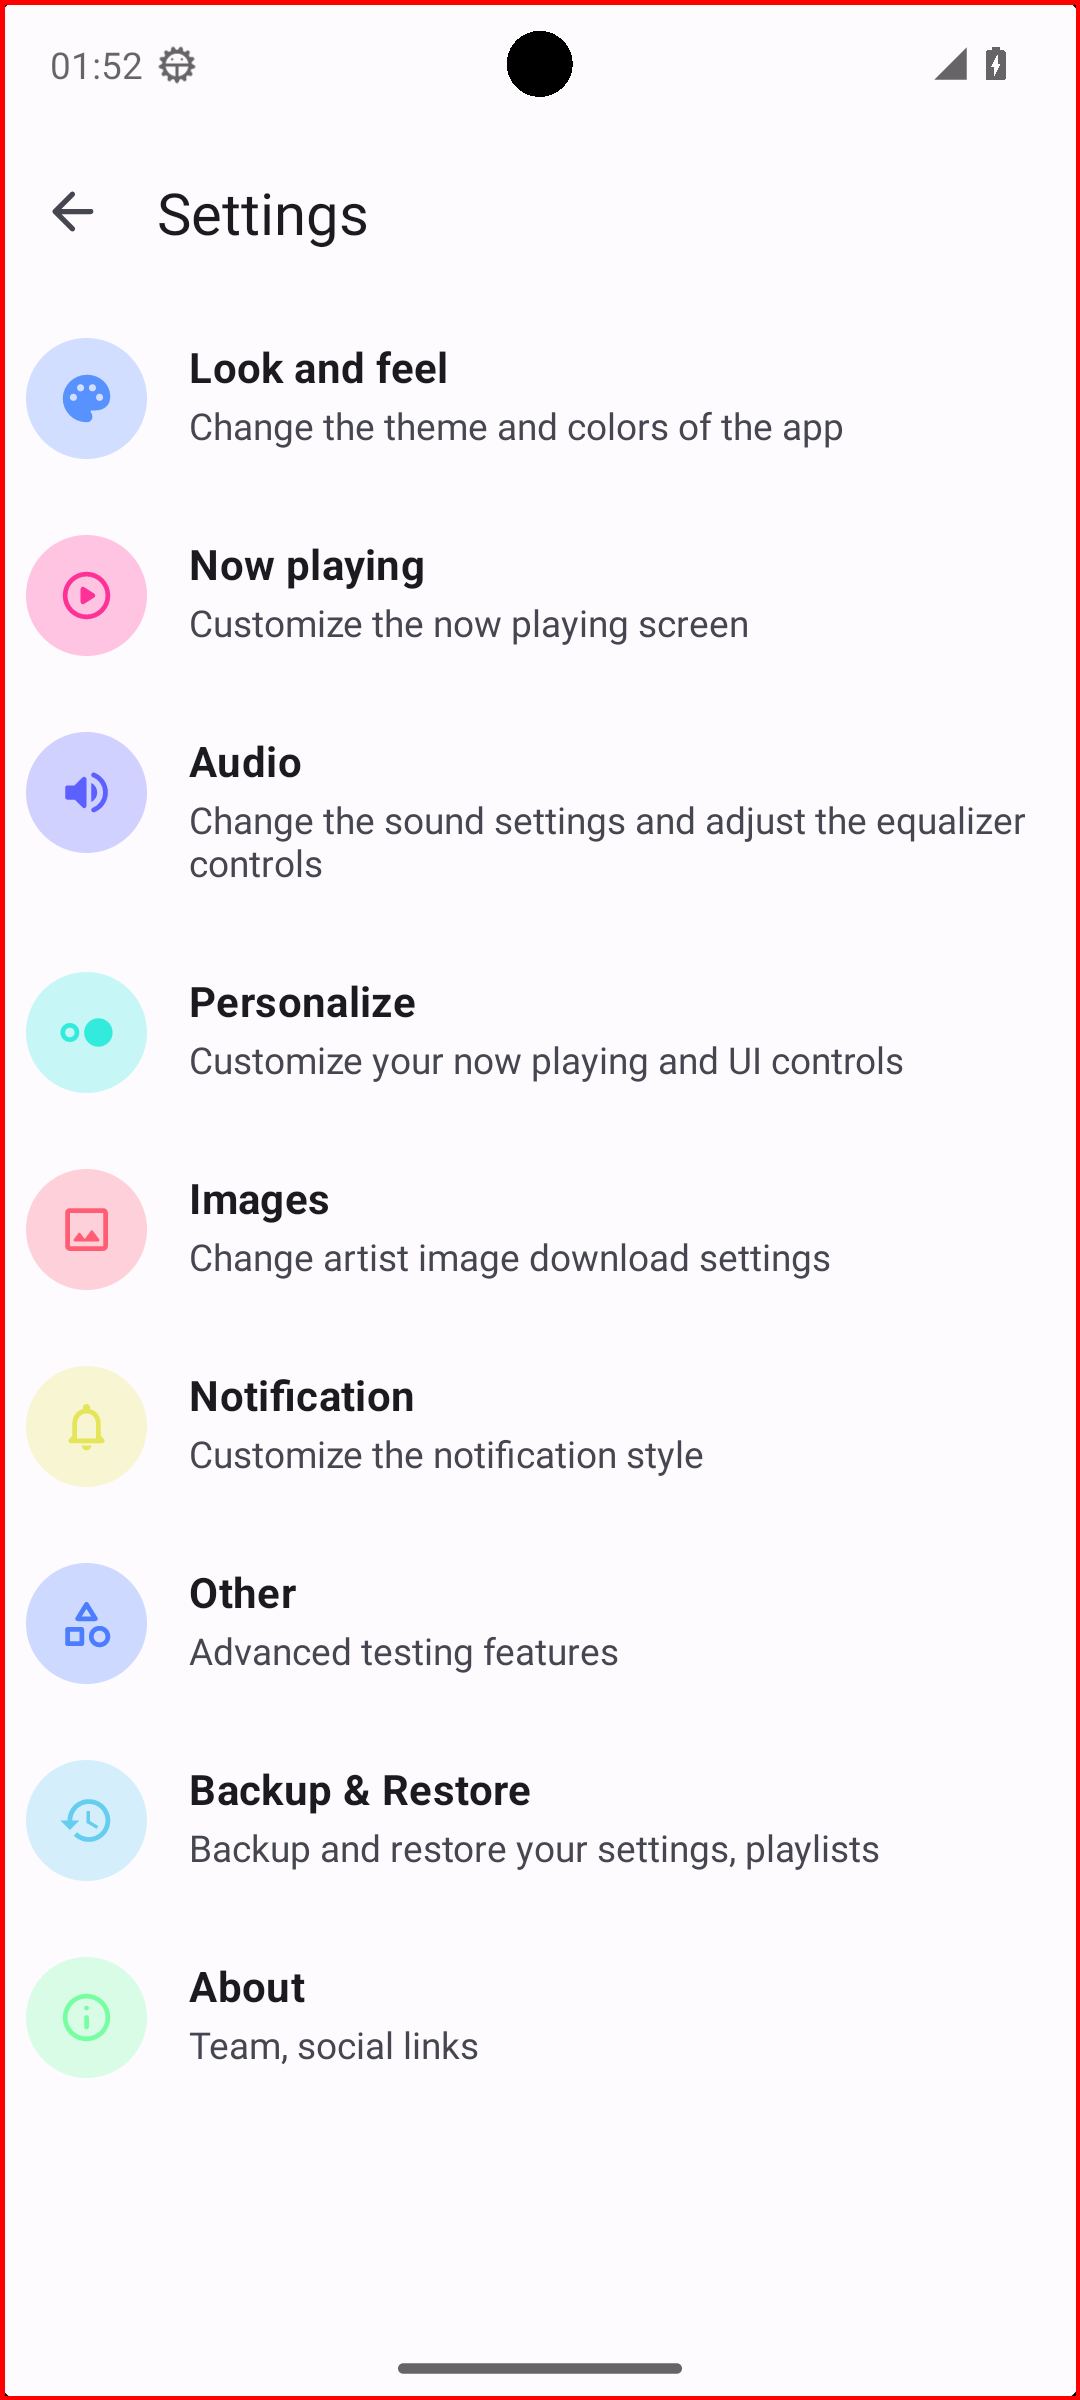 01:52
Settings
Look and feel
Change the theme and colors of the app
Now playing
Customize the now playing screen
Audio
Change the sound settings and adjust the equalizer
controls
Personalize
Customize your now playing and UI controls
Images
Change artist image download settings
Notification
Customize the notification style
Other
Advanced testing features
Backup & Restore
Backup and restore your settings, playlists
About
Team, social links